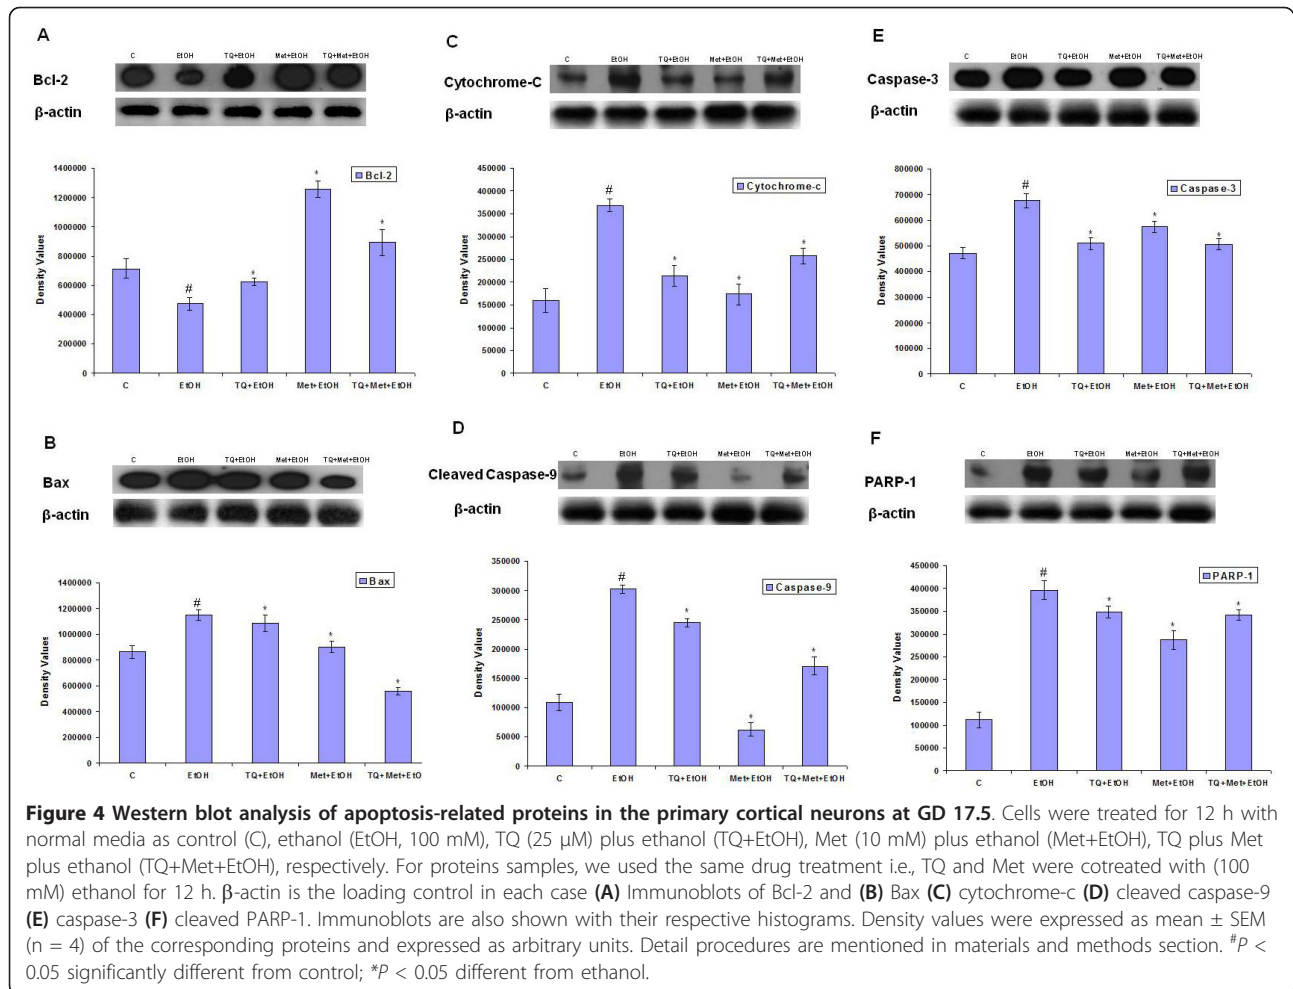 A
C EtOH TQ+EtOH Met+EtOH TQ+Met+EtOH
Bcl-2
β-actin
1400000
1200000
1000000
800000
600000
400000
200000
0
Density Values
Bcl-2
#
*
*
*
C EtOH TQ+EtOH Met+EtOH TQ+Met+EtOH
C
C EtOH TQ+EtOH Met+EtOH TQ+Met+EtOH
Cytochrome-C
β-actin
450000
400000
350000
300000
250000
200000
150000
100000
50000
0
Density Values
Cytochrome-c
#
*
*
*
C EtOH TQ+EtOH Met+EtOH TQ+Met+EtOH
E
C EtOH TQ+EtOH Met+EtOH TQ+Met+EtOH
Caspase-3
β-actin
800000
700000
600000
500000
400000
300000
200000
100000
0
Density Values
Caspase-3
#
*
*
*
C EtOH TQ+EtOH Met+EtOH TQ+Met+EtOH
B
C EtOH TQ+EtOH Met+EtOH TQ+Met+EtOH
Bax
β-actin
1400000
1200000
1000000
800000
600000
400000
200000
0
Density Values
Bax
#
*
*
*
C EtOH TQ+EtOH Met+EtOH TQ+Met+EtO
D
C EtOH TQ+EtOH Met+EtOH TQ+Met+EtOH
Cleaved Caspase-9
β-actin
350000
300000
250000
200000
150000
100000
50000
0
Density Values
Caspase-9
#
*
*
*
C EtOH TQ+EtOH Met+EtOH TQ+Met+EtOH
F
C EtOH TQ+EtOH Met+EtOH TQ+Met+EtOH
PARP-1
β-actin
450000
400000
350000
300000
250000
200000
150000
100000
50000
0
Density Values
PARP-1
#
*
*
*
C EtOH TQ+EtOH Met+EtOH TQ+Met+EtOH
Figure 4 Western blot analysis of apoptosis-related proteins in the primary cortical neurons at GD 17.5. Cells were treated for 12 h with
normal media as control (C), ethanol (EtOH, 100 mM), TQ (25 μM) plus ethanol (TQ+EtOH), Met (10 mM) plus ethanol (Met+EtOH), TQ plus Met
plus ethanol (TQ+Met+EtOH), respectively. For proteins samples, we used the same drug treatment i.e., TQ and Met were cotreated with (100
mM) ethanol for 12 h. β-actin is the loading control in each case (A) Immunoblots of Bcl-2 and (B) Bax (C) cytochrome-c (D) cleaved caspase-9
(E) caspase-3 (F) cleaved PARP-1. Immunoblots are also shown with their respective histograms. Density values were expressed as mean ± SEM
(n = 4) of the corresponding proteins and expressed as arbitrary units. Detail procedures are mentioned in materials and methods section. #P <
0.05 significantly different from control; *P < 0.05 different from ethanol.